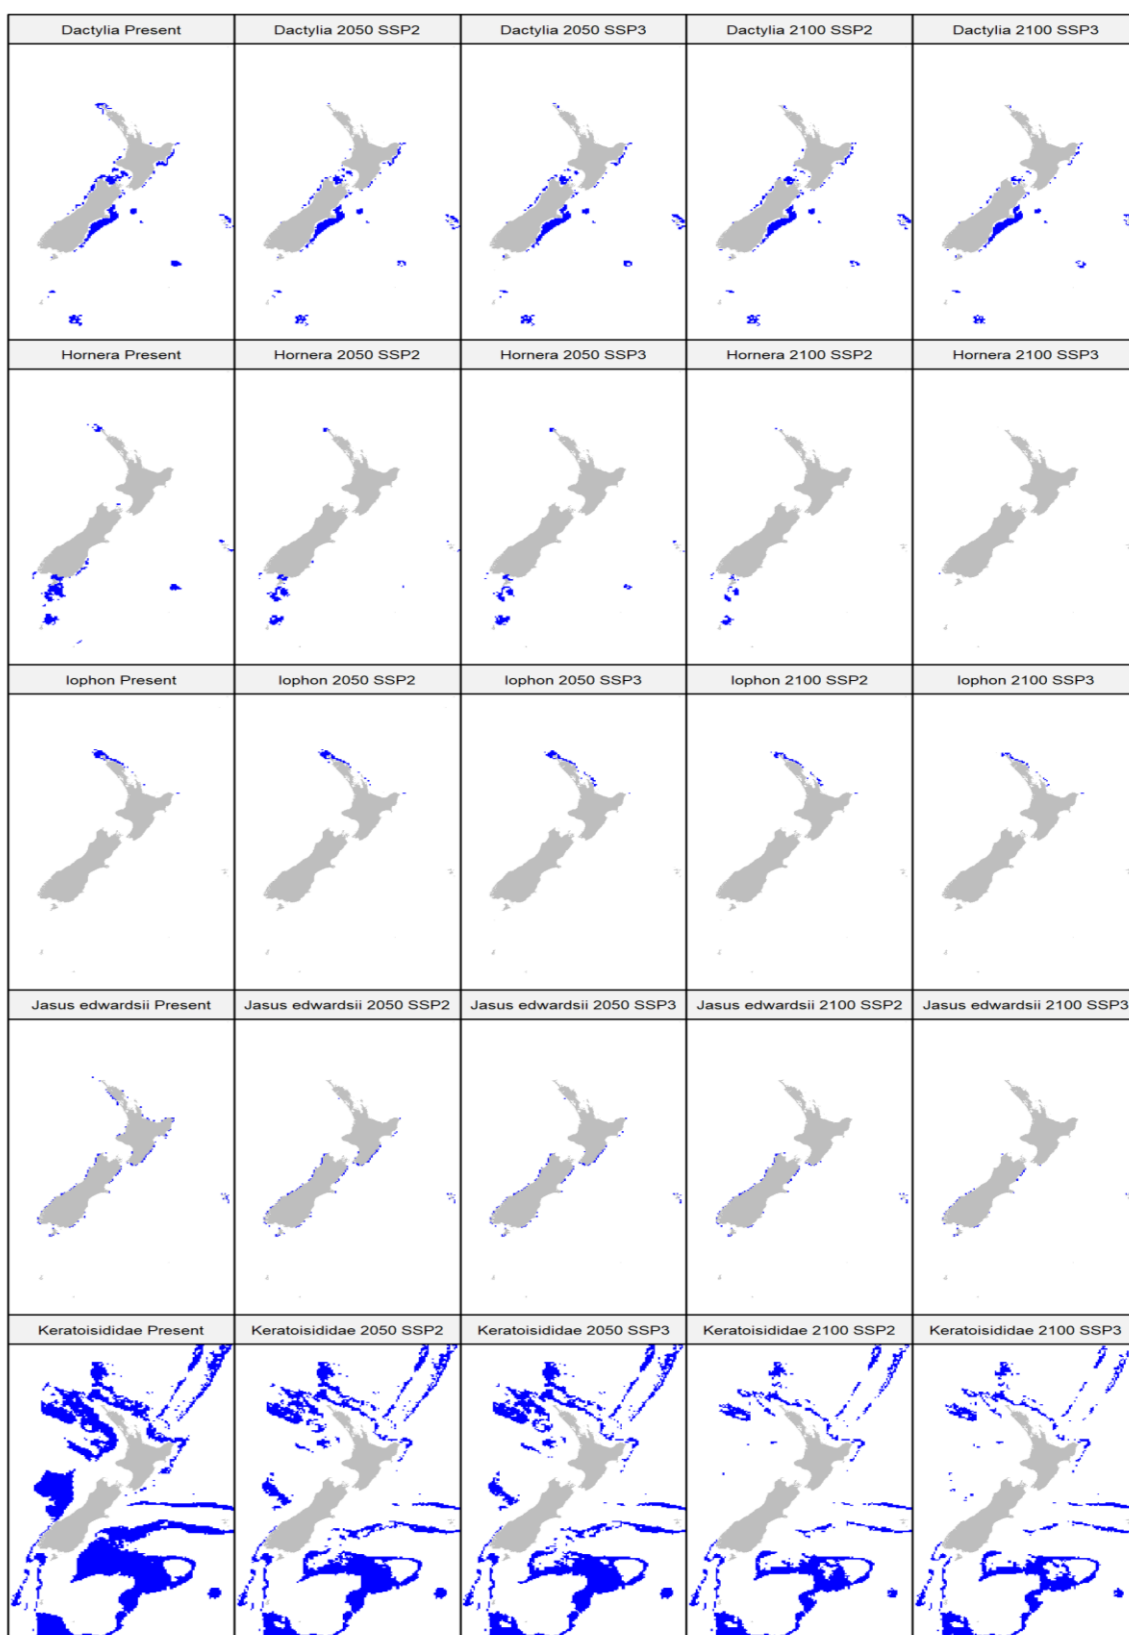 Dactylia Present
Dactylia 2050 SSP2
Dactylia 2050 SSP3
Dactylia 2100 SSP2
Dactylia 2100 SSP3
Hornera Present
Hornera 2050 SSP2
Hornera 2050 SSP3
Hornera 2100 SSP2
Hornera 2100 SSP3
Iophon Present
Iophon 2050 SSP2
Iophon 2050 SSP3
Iophon 2100 SSP2
Iophon 2100 SSP3
Jasus edwardsii Present
Jasus edwardsii 2050 SSP2
Jasus edwardsii 2050 SSP3
Jasus edwardsii 2100 SSP2
Jasus edwardsii 2100 SSP3
Keratoisididae Present
Keratoisididae 2050 SSP2
Keratoisididae 2050 SSP3
Keratoisididae 2100 SSP2
Keratoisididae 2100 SSP3